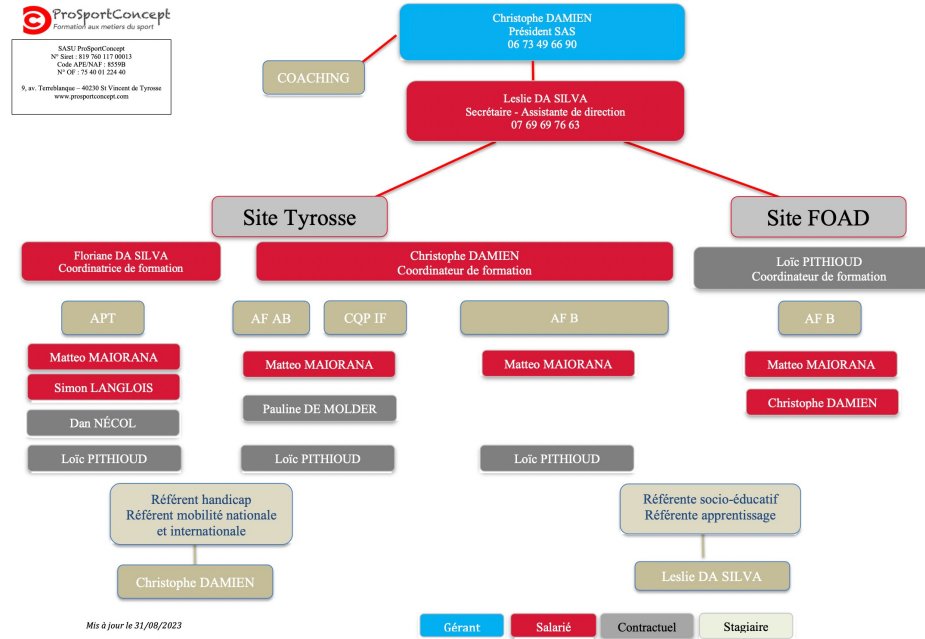 ProSportConcept
Formation aux metiers du sport
SASU ProSportConcept
N° Siret : 819 760 117 00013
Code APE/NAF : 8559B
N° OF : 75 40 01 224 40
9, av. Terreblanque – 40230 St Vincent de Tyrosse
www.prosportconcept.com
Christophe DAMIEN
Président SAS
06 73 49 66 90
COACHING
Leslie DA SILVA
Secrétaire - Assistante de direction
07 69 69 76 63
Site Tyrosse
Site FOAD
Floriane DA SILVA
Coordinatrice de formation
Christophe DAMIEN
Coordinateur de formation
Loïc PITHIOUD
Coordinateur de formation
APT
AF AB
CQP IF
AF B
AF B
Matteo MAIORANA
Simon LANGLOIS
Dan NÉCOL
Loïc PITHIOUD
Matteo MAIORANA
Pauline DE MOLDER
Loïc PITHIOUD
Matteo MAIORANA
Loïc PITHIOUD
Matteo MAIORANA
Christophe DAMIEN
Référent handicap
Référent mobilité nationale
et internationale
Christophe DAMIEN
Référente socio-éducatif
Référente apprentissage
Leslie DA SILVA
Mis à jour le 31/08/2023
Gérant
Salarié
Contractuel
Stagiaire